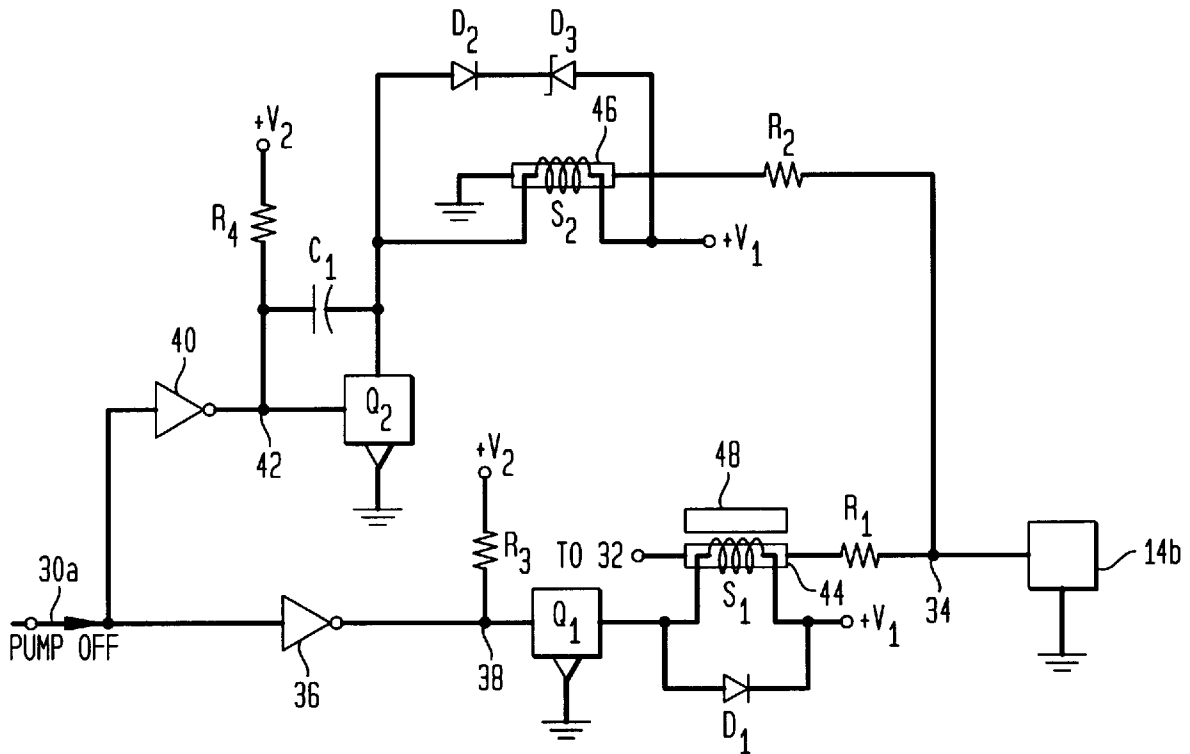 D2
D3
+V2
46
R2
R4
S2
C1
+V1
40
Q2
42
+V2
48
R1
R3
TO 32
14b
30a
S1
44
34
Q1
+V1
PUMP OFF
36
38
D1